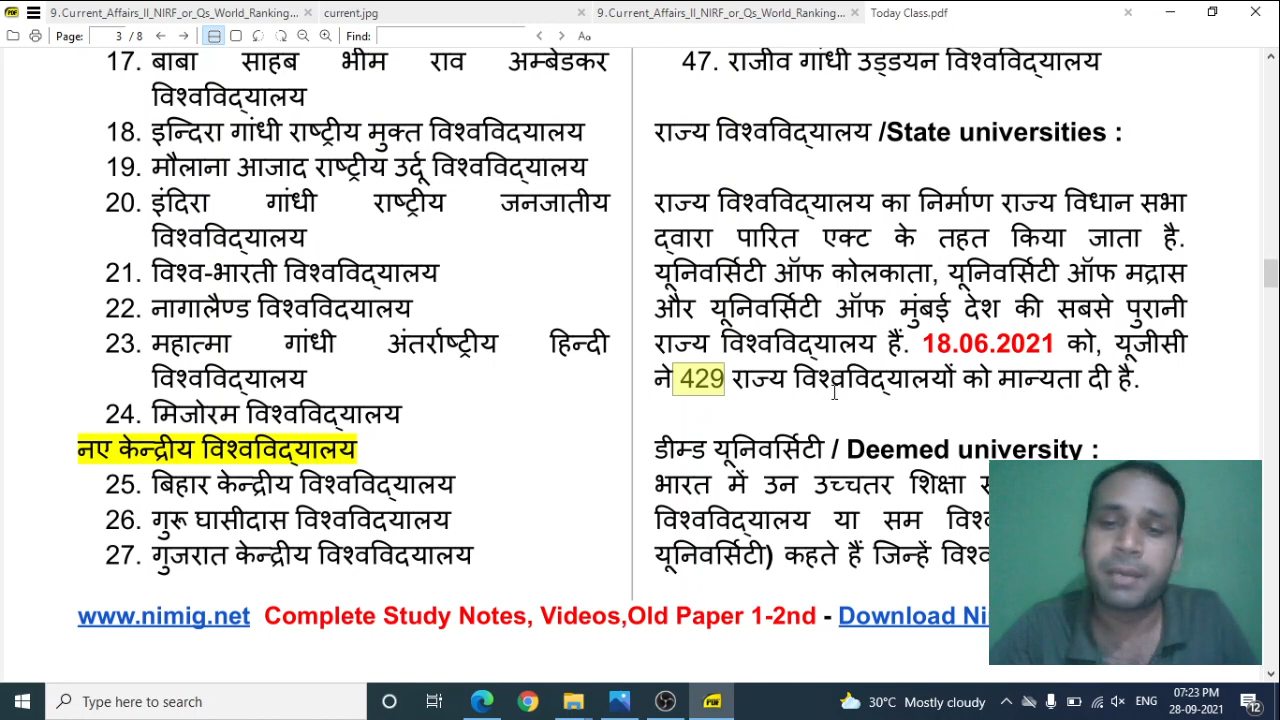 9.Current_Affairs_II_NIRF_or_Qs_World_Ranking...
current.jpg
9.Current_Affairs_II_NIRF_or_Qs_World_Ranking...
Today Class.pdf
Page: 3 / 8
Find:
17. बाबा साहब भीम राव अम्बेडकर
विश्वविद्यालय
18. इन्दिरा गांधी राष्ट्रीय मुक्त विश्वविदयालय
19. मौलाना आजाद राष्ट्रीय उर्दू विश्वविद्यालय
20. इंदिरा गांधी राष्ट्रीय जनजातीय
विश्वविद्यालय
21. विश्व-भारती विश्वविद्यालय
22. नागालैण्ड विश्वविदयालय
23. महात्मा गांधी अंतर्राष्ट्रीय हिन्दी
विश्वविद्यालय
24. मिजोरम विश्वविद्यालय
नए केन्द्रीय विश्वविद्यालय
25. बिहार केन्द्रीय विश्वविद्यालय
26. गुरू घासीदास विश्वविद्यालय
27. गुजरात केन्द्रीय विश्वविदयालय
47. राजीव गांधी उड्डयन विश्वविद्यालय
राज्य विश्वविद्यालय /State universities :
राज्य विश्वविद्यालय का निर्माण राज्य विधान सभा
द्वारा पारित एक्ट के तहत किया जाता है.
यूनिवर्सिटी ऑफ कोलकाता, यूनिवर्सिटी ऑफ मद्रास
और यूनिवर्सिटी ऑफ मुंबई देश की सबसे पुरानी
राज्य विश्वविद्यालय हैं. 18.06.2021 को, यूजीसी
ने 429 राज्य विश्वविद्यालयों को मान्यता दी है.
डीम्ड यूनिवर्सिटी / Deemed university :
भारत में उन उच्चतर शिक्षा
विश्वविद्यालय या सम
यूनिवर्सिटी) कहते हैं जिन्हें
www.nimig.net Complete Study Notes, Videos,Old Paper 1-2nd - Download
Type here to search
30°C Mostly cloudy
ENG
07:23 PM
28-09-2021
12